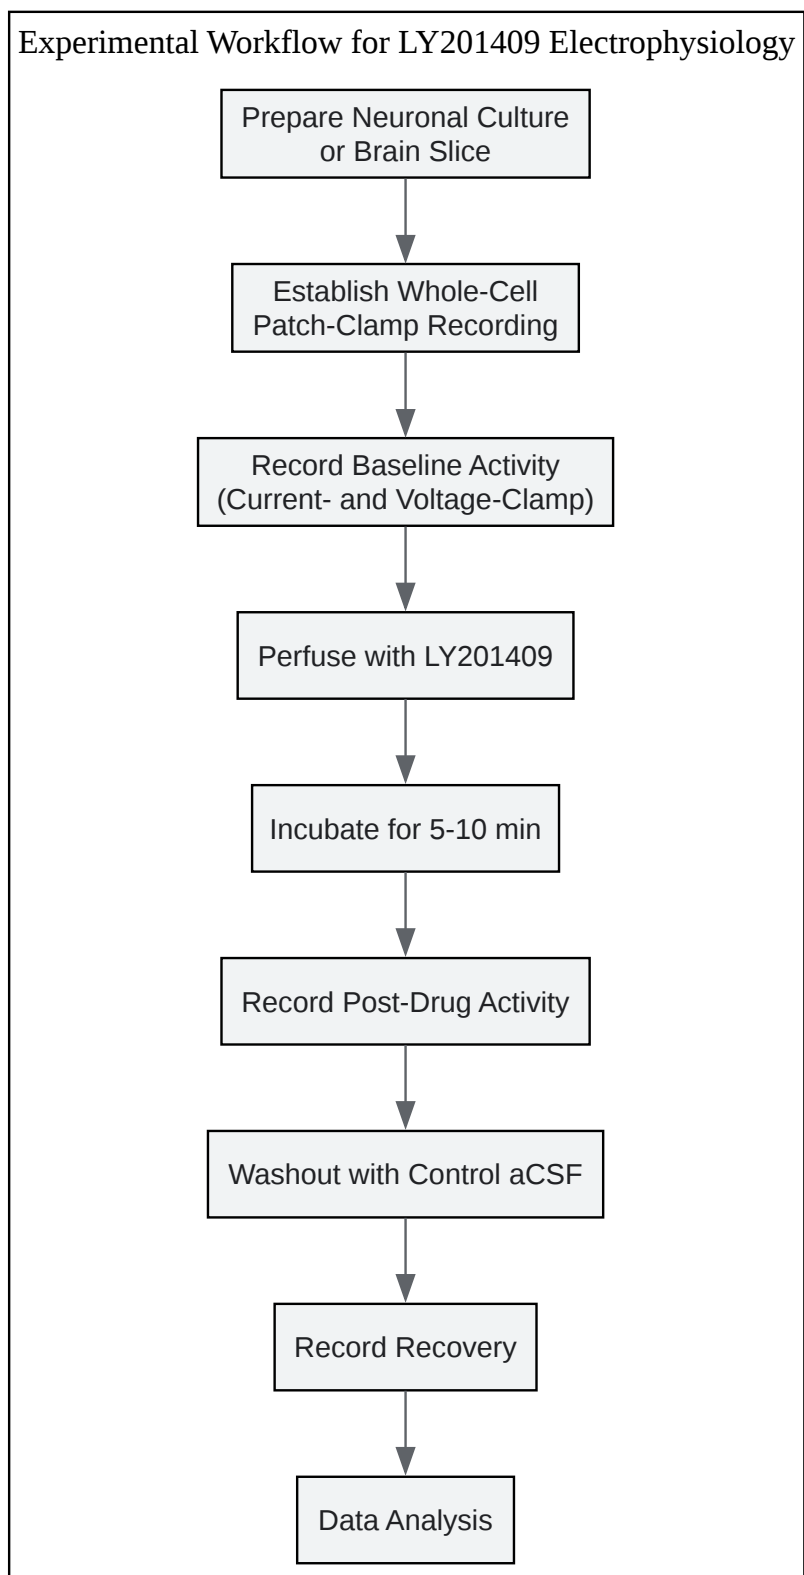 Experimental Workflow for LY201409 Electrophysiology
Prepare Neuronal Culture
or Brain Slice
Establish Whole-Cell
Patch-Clamp Recording
Record Baseline Activity
(Current- and Voltage-Clamp)
Perfuse with LY201409
Incubate for 5-10 min
Record Post-Drug Activity
Washout with Control aCSF
Record Recovery
Data Analysis